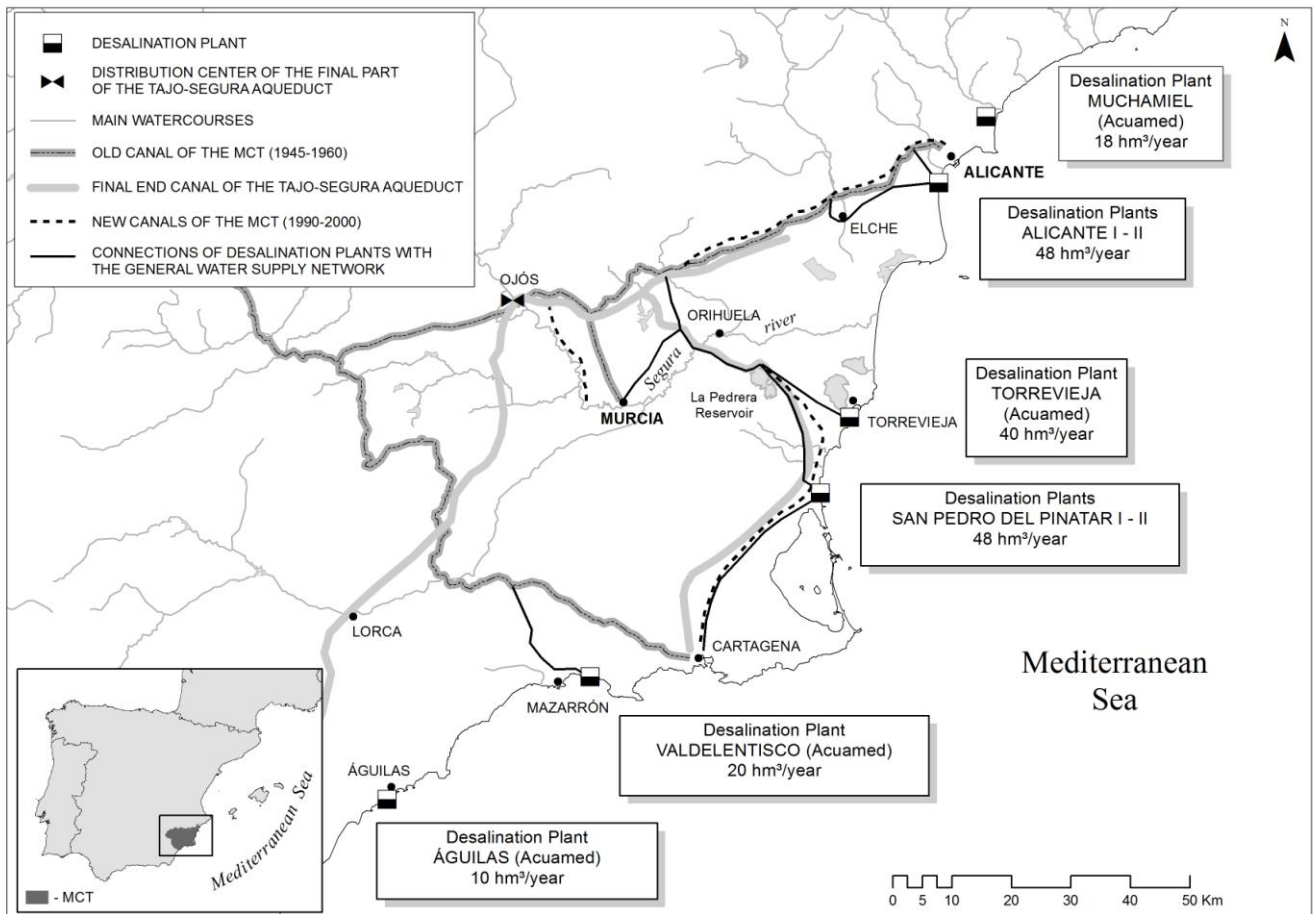 DESALINATION PLANT
DISTRIBUTION CENTER OF THE FINAL PART
OF THE TAJO-SEGURA AQUEDUCT
MAIN WATERCOURSES
OLD CANAL OF THE MCT (1945-1960)
FINAL END CANAL OF THE TAJO-SEGURA AQUEDUCT
NEW CANALS OF THE MCT (1990-2000)
CONNECTIONS OF DESALINATION PLANTS WITH
THE GENERAL WATER SUPPLY NETWORK
N
Desalination Plant
MUCHAMIEL
(Acuamed)
18 hm³/year
ALICANTE
Desalination Plants
ALICANTE I - II
48 hm³/year
ELCHE
OJÓS
ORIHUELA
river
Segura
MURCIA
La Pedrera
Reservoir
TORREVIEJA
Desalination Plant
TORREVIEJA
(Acuamed)
40 hm³/year
Desalination Plants
SAN PEDRO DEL PINATAR I - II
48 hm³/year
LORCA
CARTAGENA
MAZARRÓN
Mediterranean
Sea
Desalination Plant
VALDELENTISCO (Acuamed)
20 hm³/year
ÁGUILAS
Desalination Plant
ÁGUILAS (Acuamed)
10 hm³/year
Mediterranean Sea
- MCT
0 5 10 20 30 40 50 Km